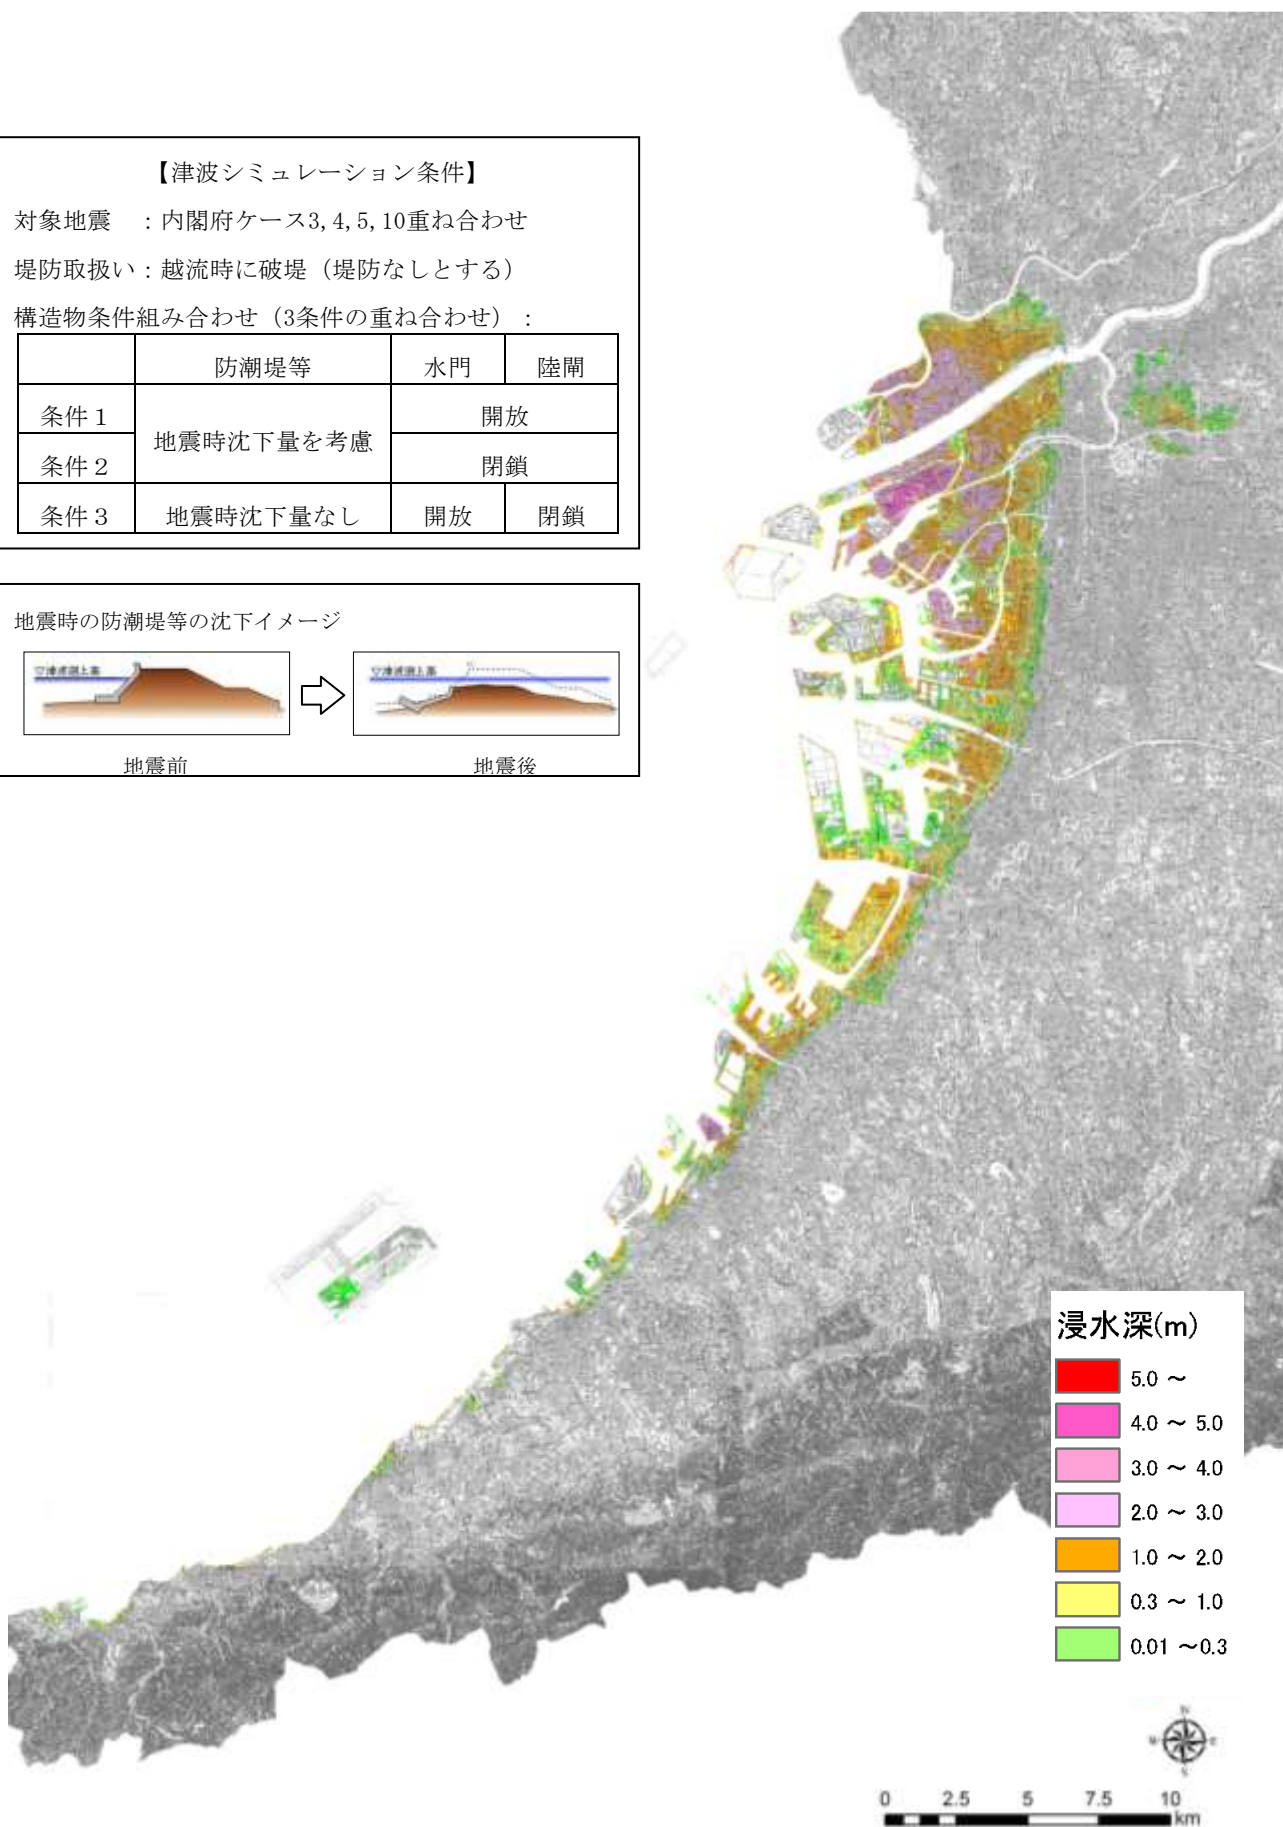 【津波シミュレーション条件】
対象地震　：内閣府ケース3,4,5,10重ね合わせ
堤防取扱い：越流時に破堤（堤防なしとする）
構造物条件組み合わせ（3条件の重ね合わせ）：
防潮堤等 水門 陸閘
条件１ 地震時沈下量を考慮 開放
条件２ 閉鎖
条件３ 地震時沈下量なし 開放 閉鎖
地震時の防潮堤等の沈下イメージ
地震前 地震後
浸水深(m)
5.0 ～
4.0 ～ 5.0
3.0 ～ 4.0
2.0 ～ 3.0
1.0 ～ 2.0
0.3 ～ 1.0
0.01 ～0.3
N
W E
S
0 2.5 5 7.5 10
km